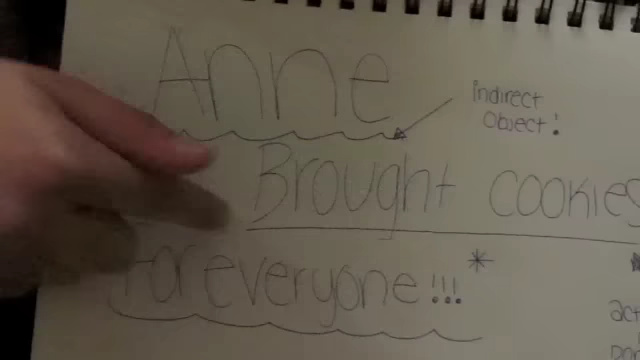 Anne
Indirect
Object!
Brought cookies
For everyone!!! *